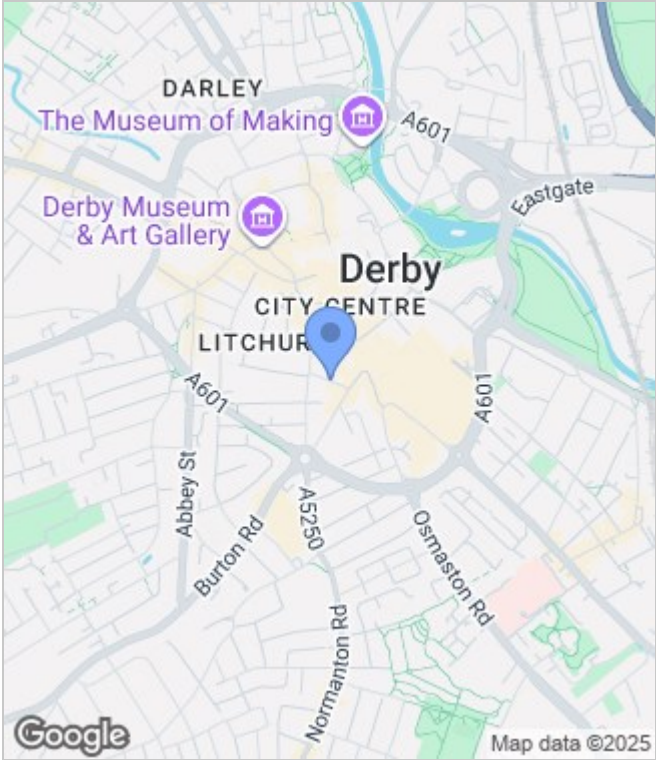 DARLEY
The Museum of Making
A601
Eastgate
Derby Museum
& Art Gallery
Derby
CITY CENTRE
LITCHUR
A601
A601
Abbey St
A5250
Burton Rd
Osmaston Rd
Normanton Rd
Google
Map data ©2025